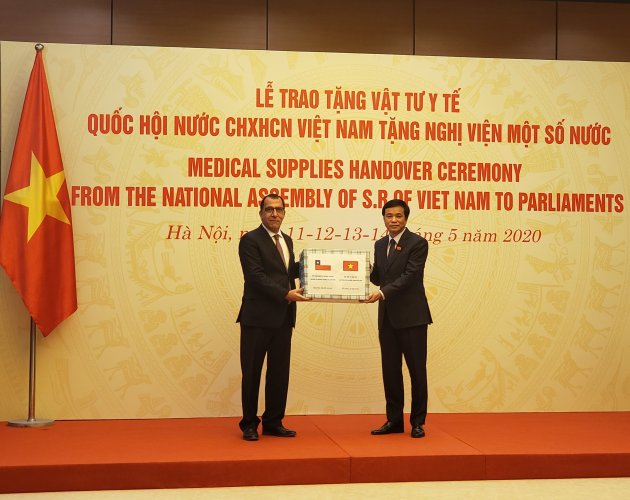 LỄ TRAO TẶNG VẬT TƯ Y TẾ
QUỐC HỘI NƯỚC CHXHCN VIỆT NAM TẶNG NGHỊ VIỆN MỘT SỐ NƯỚC
MEDICAL SUPPLIES HANDOVER CEREMONY
FROM THE NATIONAL ASSEMBLY OF S.R OF VIET NAM TO PARLIAMENTS
Hà Nội, 11-12-13-14 5 năm 2020